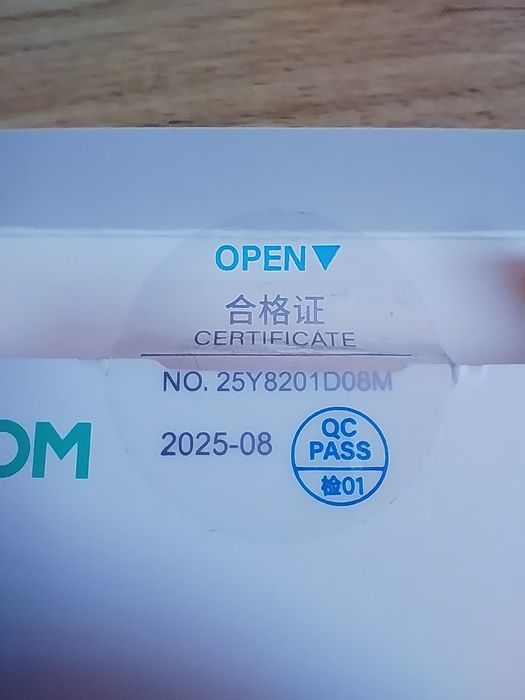 OPEN▼
合格证
CERTIFICATE
NO. 25Y8201D08M
OM
2025-08
QC
PASS
检01